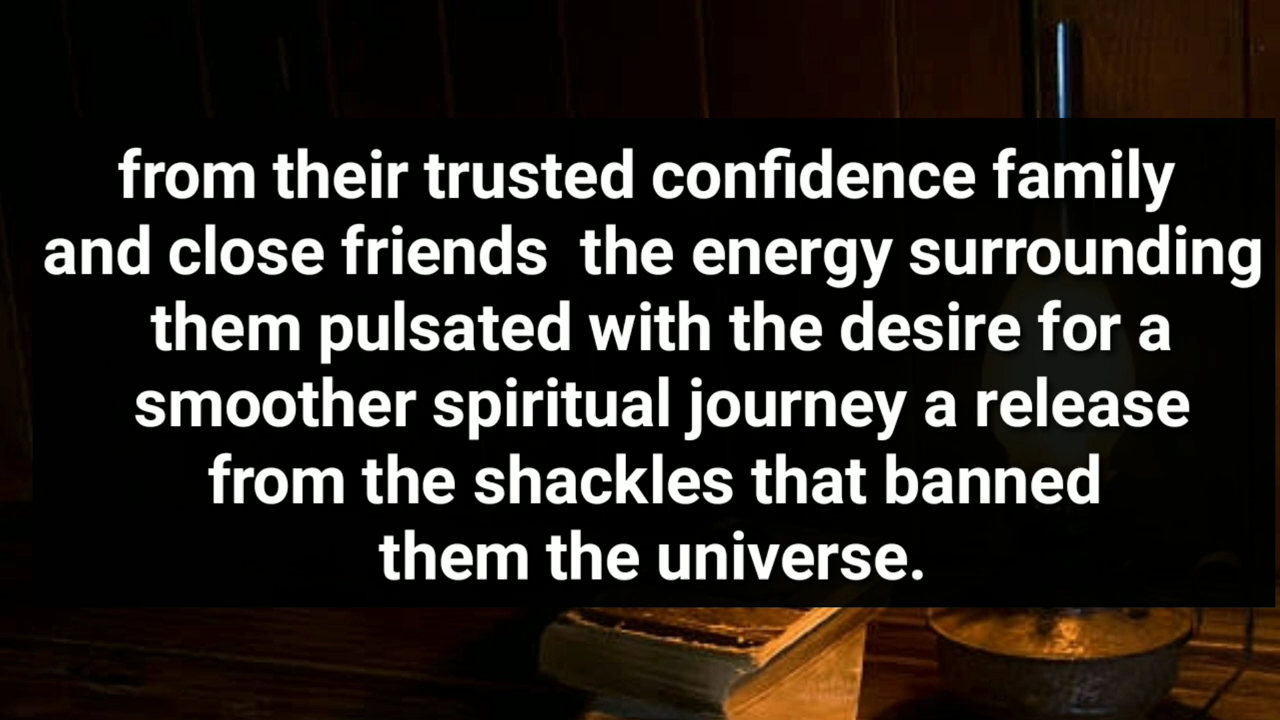 from their trusted confidence family
and close friends  the energy surrounding
them pulsated with the desire for a
smoother spiritual journey a release
from the shackles that banned
them the universe.